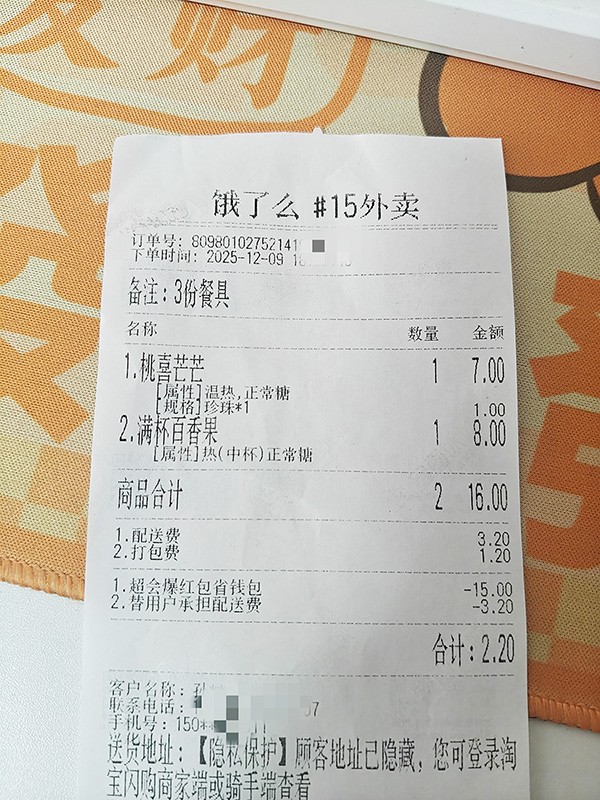 发财
饿了么 #15外卖
订单号: 80980102752141
下单时间: 2025-12-09 18
备注: 3份餐具
名称 数量 金额
1.桃喜芒芒 1 7.00
[属性]温热,正常糖
[规格]珍珠*1 1.00
2.满杯百香果 1 8.00
[属性]热(中杯)正常糖
商品合计 2 16.00
1.配送费 3.20
2.打包费 1.20
1.超会爆红包省钱包 -15.00
2.替用户承担配送费 -3.20
合计: 2.20
客户名称:
联系电话: 7
手机号: 150**
送货地址: 【隐私保护】顾客地址已隐藏, 您可登录淘
宝闪购商家端或骑手端查看